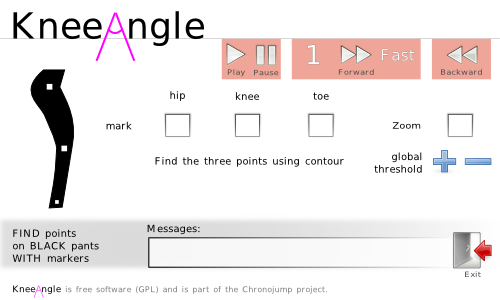 KneeAngle
1 Fast
Play Pause Forward Backward
hip knee toe
mark Zoom
Find the three points using contour
global
threshold
FIND points
on BLACK pants
WITH markers
Messages:
Exit
KneeAngle is free software (GPL) and is part of the Chronojump project.